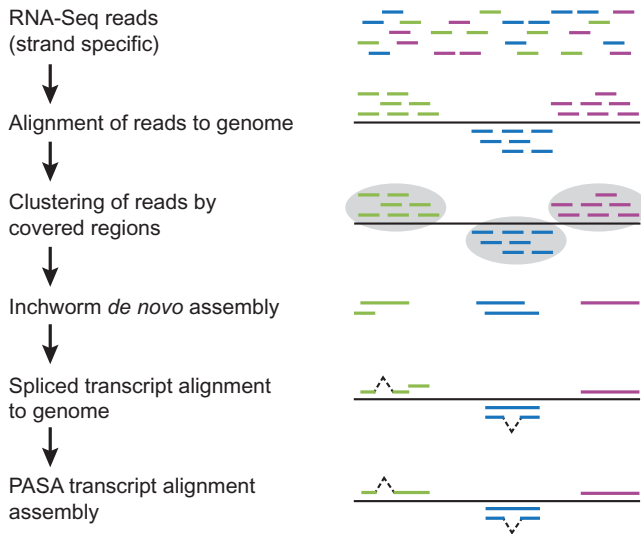 RNA-Seq reads
(strand specific)
Alignment of reads to genome
Clustering of reads by
covered regions
Inchworm de novo assembly
Spliced transcript alignment
to genome
PASA transcript alignment
assembly